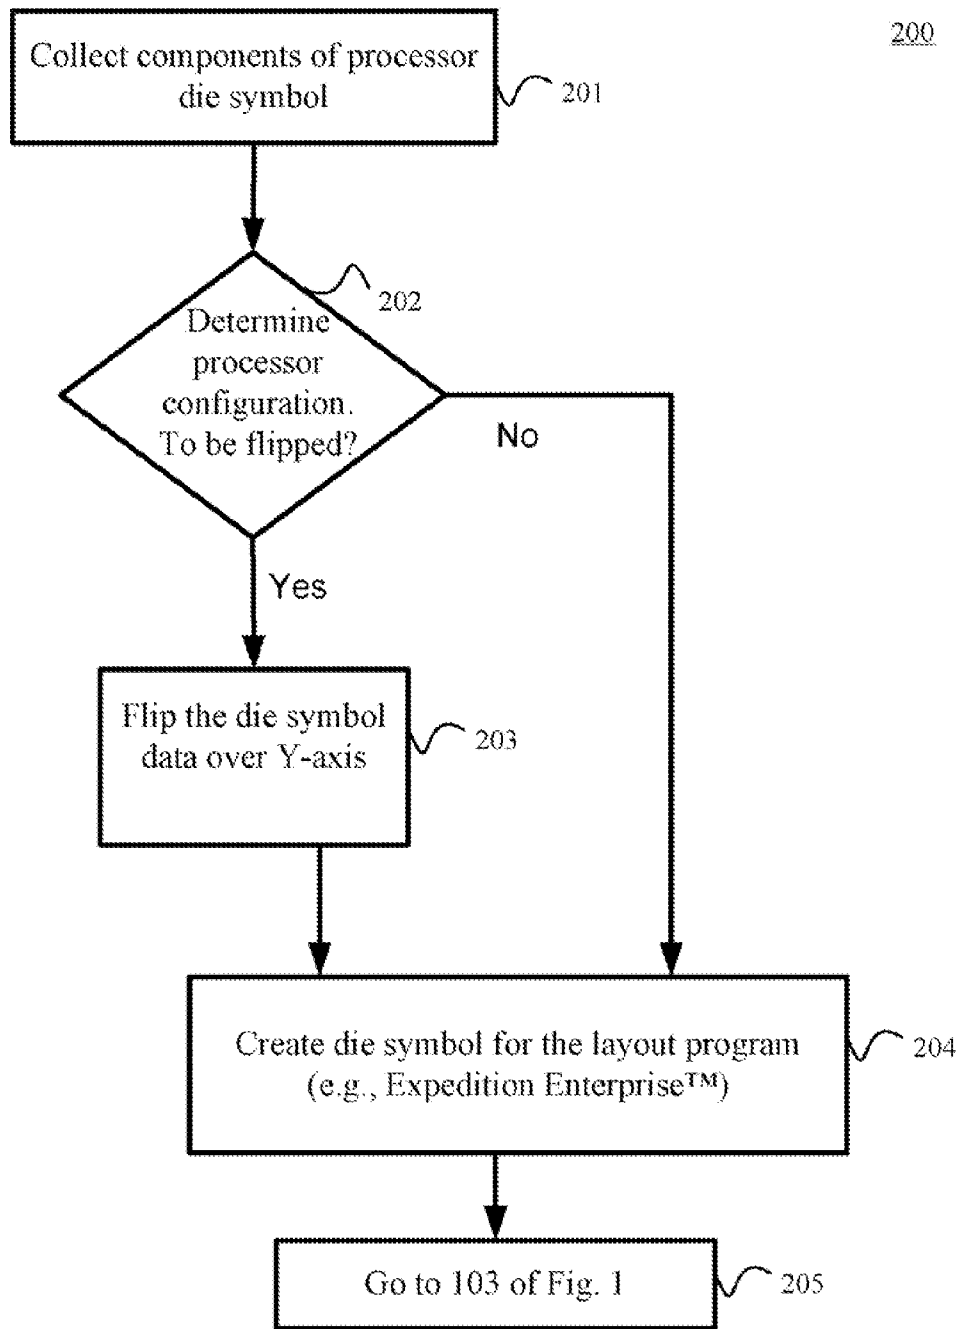 200
Collect components of processor
die symbol
201
202
Determine
processor
configuration.
To be flipped?
No
Yes
Flip the die symbol
data over Y-axis
203
Create die symbol for the layout program
(e.g., Expedition Enterprise™)
204
Go to 103 of Fig. 1
205